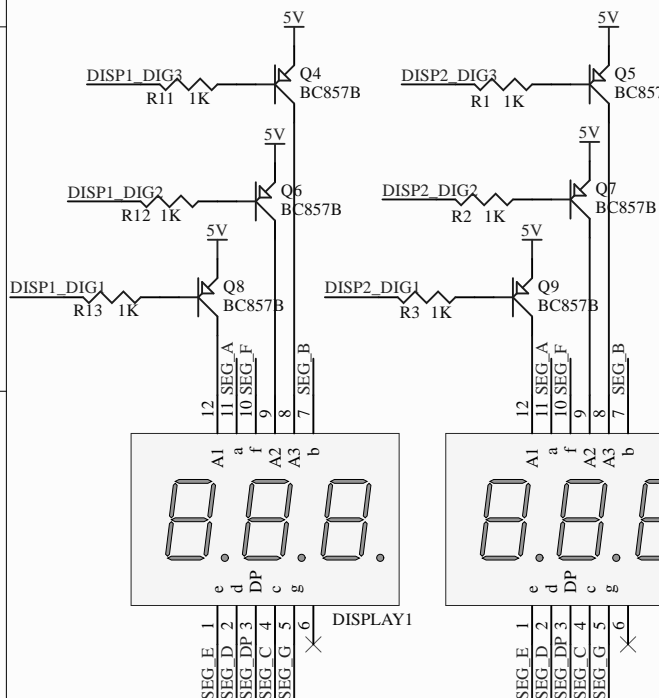 5V
5V
DISP1_DIG3
R11 1K
Q4
BC857B
DISP2_DIG3
R1 1K
Q5
BC857
5V
5V
DISP1_DIG2
R12 1K
Q6
BC857B
DISP2_DIG2
R2 1K
Q7
BC857B
5V
5V
DISP1_DIG1
R13 1K
Q8
BC857B
DISP2_DIG1
R3 1K
Q9
BC857B
SEG_A
SEG_F
SEG_B
SEG_A
SEG_F
SEG_B
12 11 10 9 8 7
12 11 10 9 8 7
A1 a f A2 A3 b
A1 a f A2 A3 b
e d DP c g
e d DP c g
DISPLAY1
1 2 3 4 5 6
1 2 3 4 5 6
SEG_E SEG_D SEG_DP SEG_C SEG_G
SEG_E SEG_D SEG_DP SEG_C SEG_G